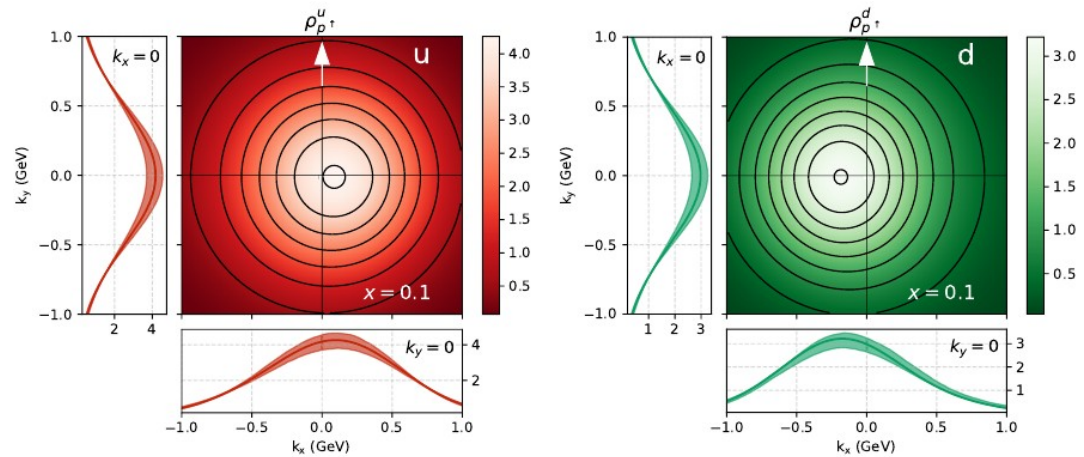 ρ^u_{p↑}
k_x = 0
u
k_y (GeV)
1.0
0.5
0.0
−0.5
−1.0
2 4
x = 0.1
4.0
3.5
3.0
2.5
2.0
1.5
1.0
0.5
k_y = 0
4
2
−1.0 −0.5 0.0 0.5 1.0
k_x (GeV)
ρ^d_{p↑}
k_x = 0
d
k_y (GeV)
1.0
0.5
0.0
−0.5
−1.0
1 2 3
x = 0.1
3.0
2.5
2.0
1.5
1.0
0.5
k_y = 0
3
2
1
−1.0 −0.5 0.0 0.5 1.0
k_x (GeV)